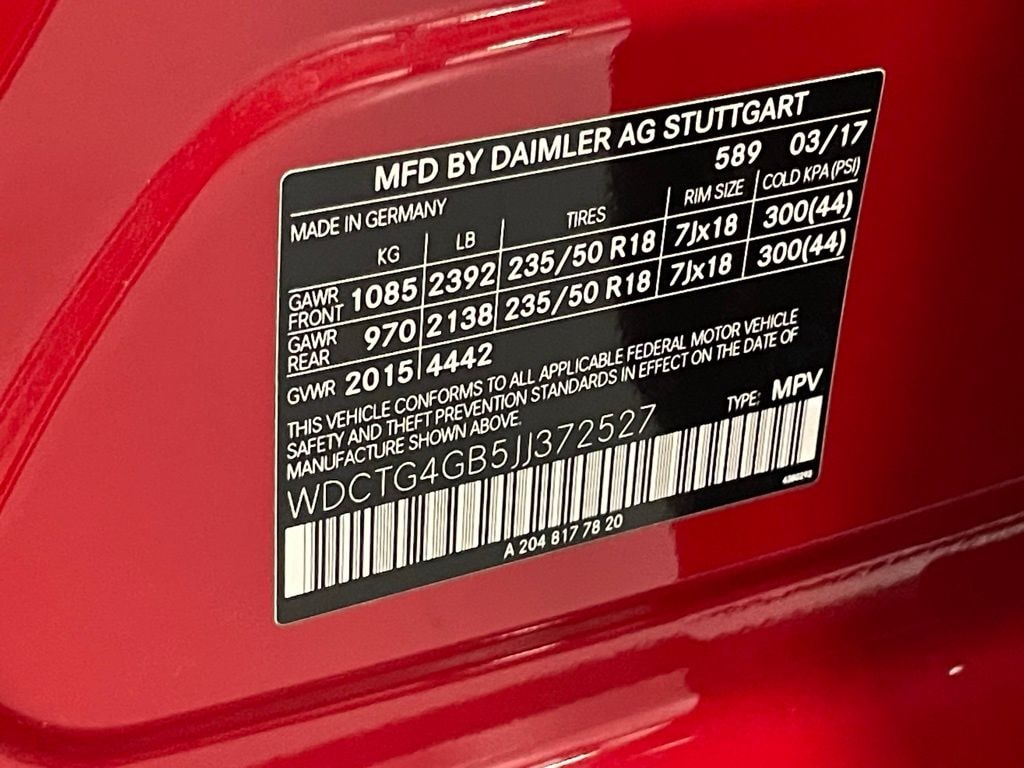 MFD BY DAIMLER AG STUTTGART
MADE IN GERMANY 589 03/17
KG LB TIRES RIM SIZE COLD KPA (PSI)
GAWR FRONT 1085 2392 235/50 R18 7Jx18 300(44)
GAWR REAR 970 2138 235/50 R18 7Jx18 300(44)
GVWR 2015 4442
THIS VEHICLE CONFORMS TO ALL APPLICABLE FEDERAL MOTOR VEHICLE
SAFETY AND THEFT PREVENTION STANDARDS IN EFFECT ON THE DATE OF
MANUFACTURE SHOWN ABOVE.
TYPE: MPV
WDCTG4GB5JJ372527
A 204 817 78 20